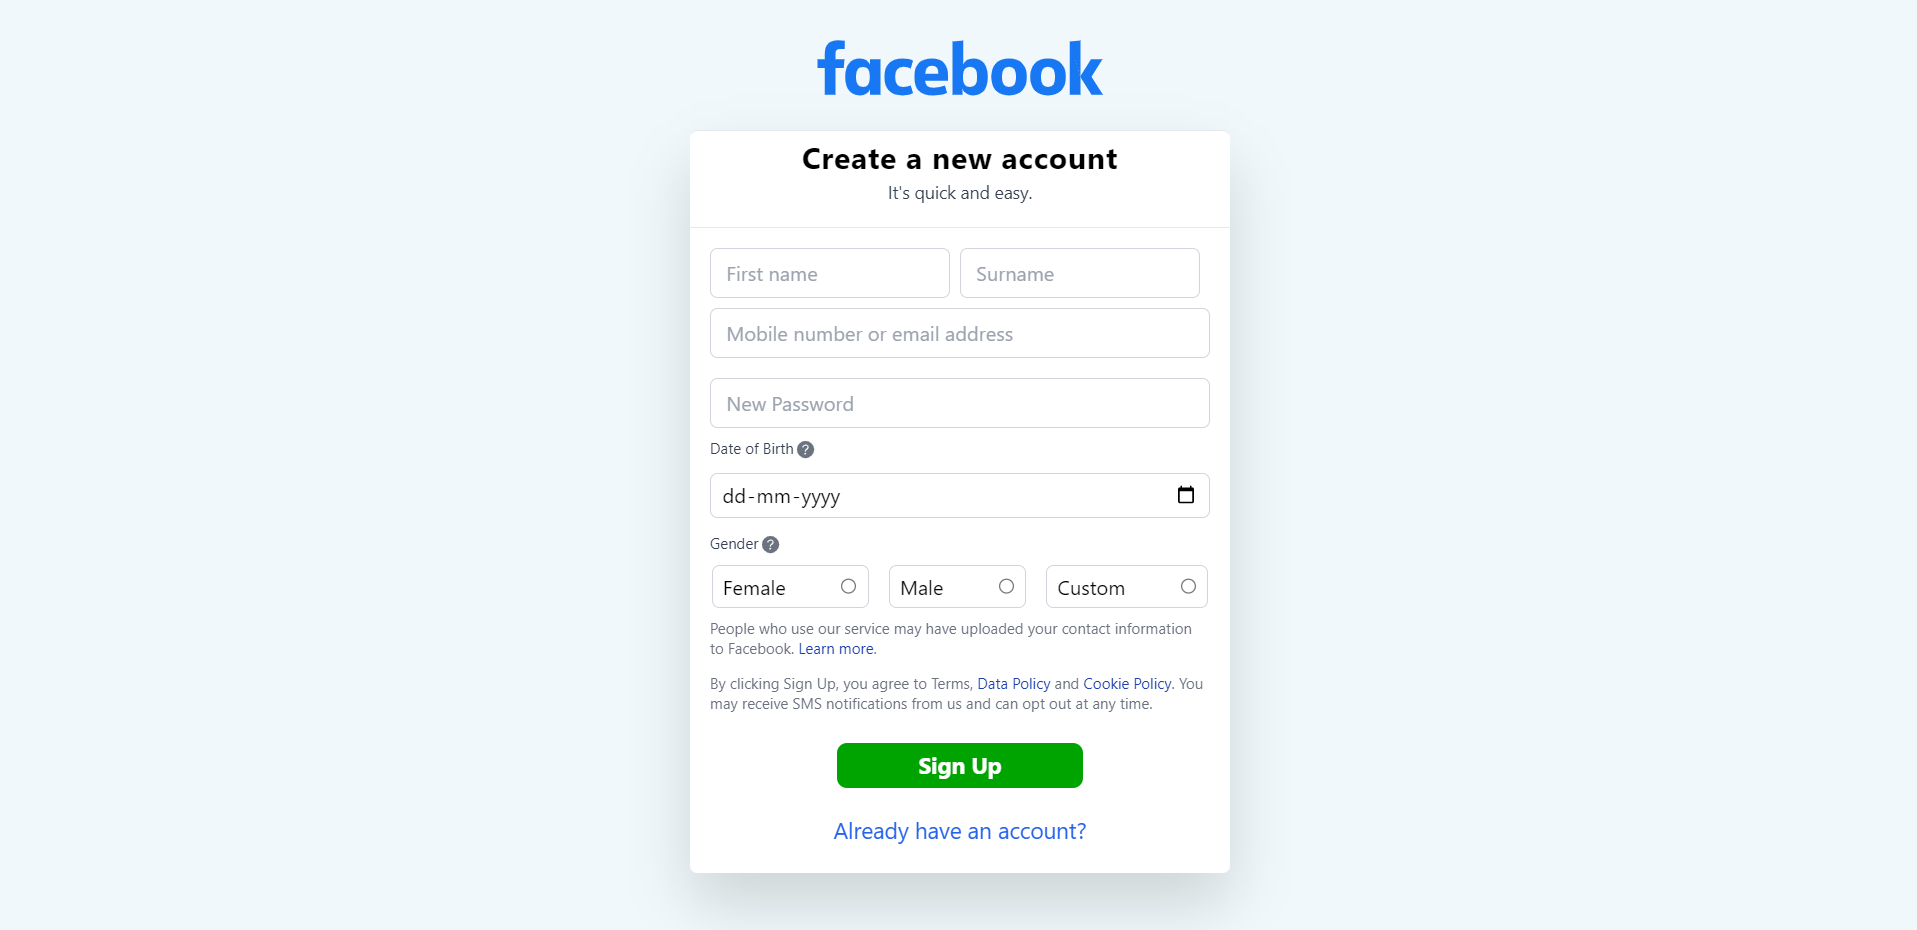 facebook
Create a new account
It's quick and easy.
First name Surname
Mobile number or email address
New Password
Date of Birth ?
dd-mm-yyyy
Gender ?
Female Male Custom
People who use our service may have uploaded your contact information
to Facebook. Learn more.
By clicking Sign Up, you agree to Terms, Data Policy and Cookie Policy. You
may receive SMS notifications from us and can opt out at any time.
Sign Up
Already have an account?